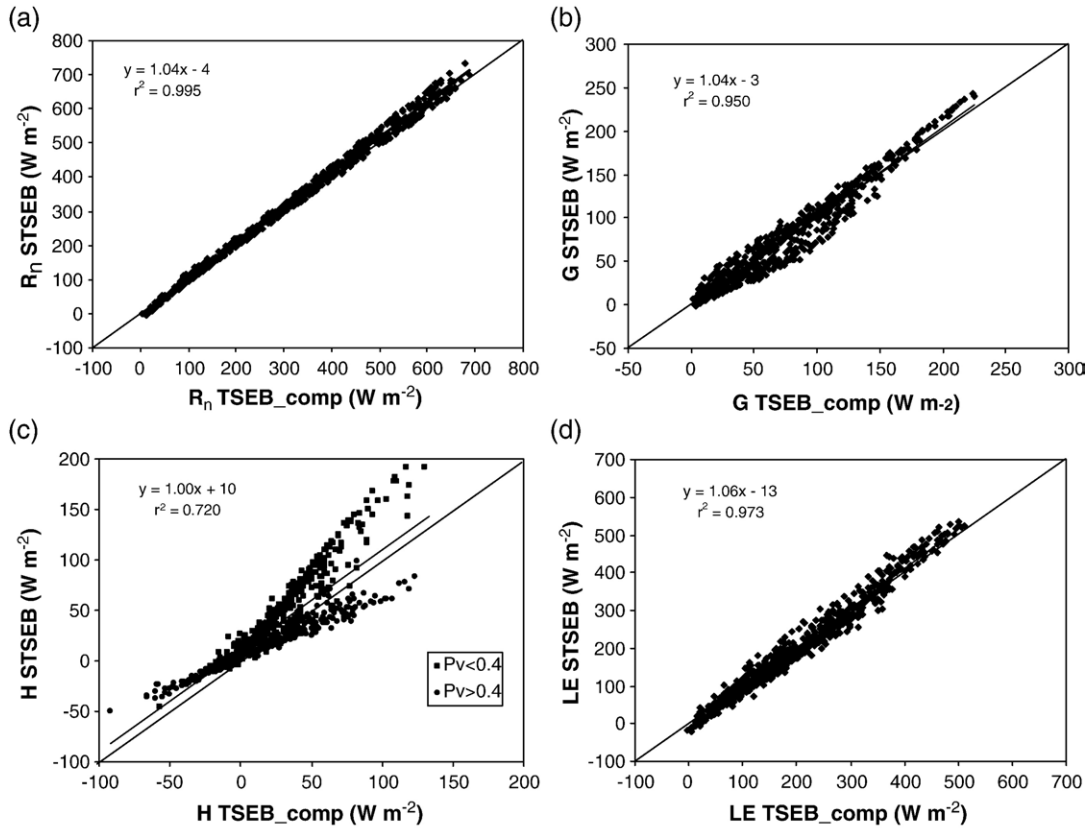 (a)
800
700
600
500
400
300
200
100
0
-100
y = 1.04x - 4
r² = 0.995
Rₙ STSEB (W m⁻²)
-100 0 100 200 300 400 500 600 700 800
Rₙ TSEB_comp (W m⁻²)
(b)
300
250
200
150
100
50
0
-50
y = 1.04x - 3
r² = 0.950
G STSEB (W m⁻²)
-50 0 50 100 150 200 250 300
G TSEB_comp (W m-2)
(c)
200
150
100
50
0
-50
-100
y = 1.00x + 10
r² = 0.720
H STSEB (W m⁻²)
Pv<0.4
Pv>0.4
-100 -50 0 50 100 150 200
H TSEB_comp (W m⁻²)
(d)
700
600
500
400
300
200
100
0
-100
y = 1.06x - 13
r² = 0.973
LE STSEB (W m⁻²)
-100 0 100 200 300 400 500 600 700
LE TSEB_comp (W m⁻²)